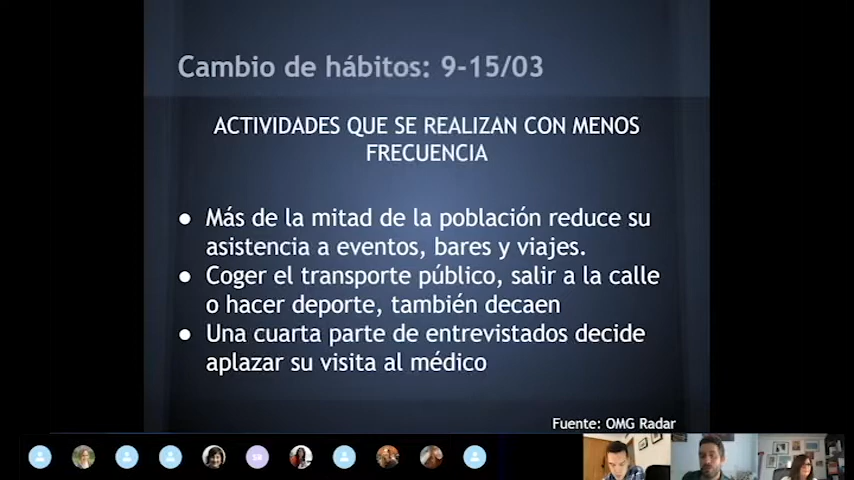 Cambio de hábitos: 9-15/03
ACTIVIDADES QUE SE REALIZAN CON MENOS
FRECUENCIA
● Más de la mitad de la población reduce su
asistencia a eventos, bares y viajes.
● Coger el transporte público, salir a la calle
o hacer deporte, también decaen
● Una cuarta parte de entrevistados decide
aplazar su visita al médico
Fuente: OMG Radar
SR